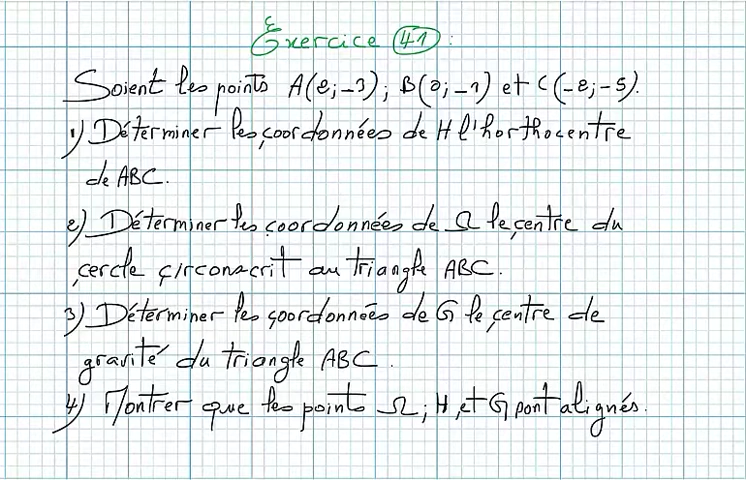 Exercice 41 :
Soient les points A(2;-3); B(0;-1) et C(-2;-5).
1) Déterminer les coordonnées de H l'horthocentre
de ABC.
2) Déterminer les coordonnées de Ω le centre du
cercle circonscrit au triangle ABC.
3) Déterminer les coordonnées de G le centre de
gravité du triangle ABC.
4) Montrer que les points Ω; H, et G sont alignés.